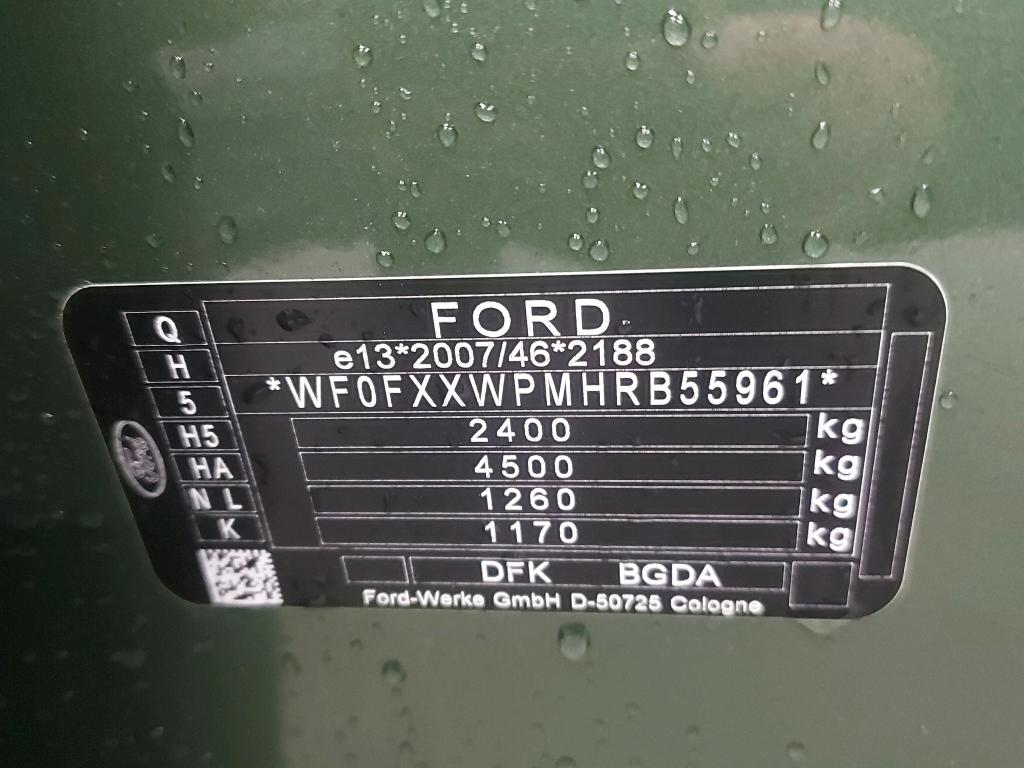 FORD
Q
e13*2007/46*2188
H
*WF0FXXWPMHRB55961*
5
H5 2400 kg
HA 4500 kg
N L 1260 kg
K 1170 kg
DFK BGDA
Ford-Werke GmbH D-50725 Cologne
Ford